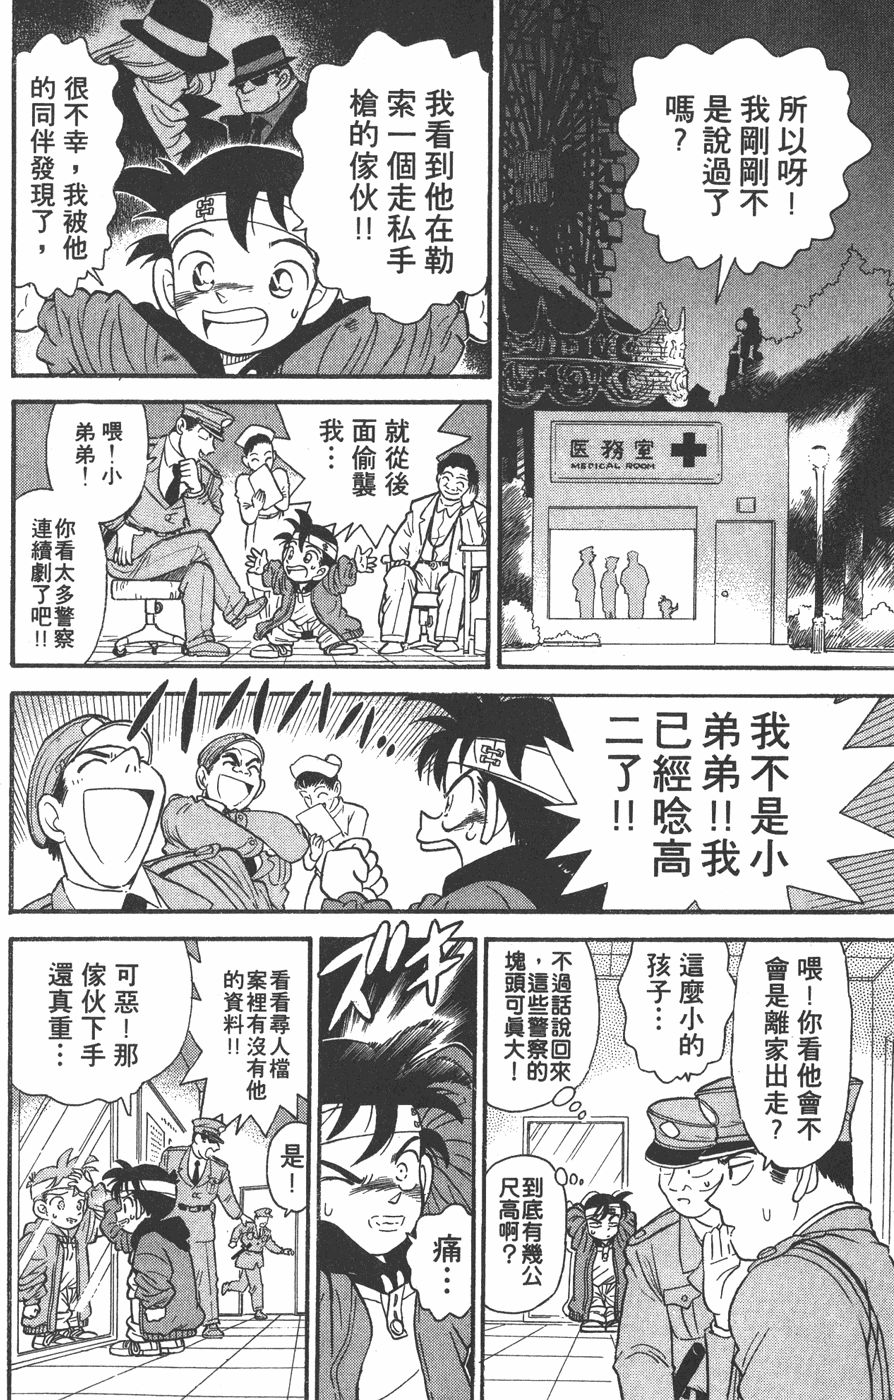 所以呀！
我剛剛不
是說過了
嗎？
医務室
MEDICAL ROOM
我看到他在勒
索一個走私手
槍的傢伙!!
很不幸，我被他
的同伴發現了，
就從後
面偷襲
我…
喂！小
弟弟！
你看太多警察
連續劇了吧!!
我不是小
弟弟!!我
已經唸高
二了!!
喂！你看他會不
會是離家出走？
這麼小的
孩子…
不過話說回來
，這些警察的
塊頭可真大！
到底有幾公
尺高啊？
ズキ
痛…
看看尋人檔
案裡有沒有他
的資料!!
是！
可惡！那
傢伙下手
還真重…